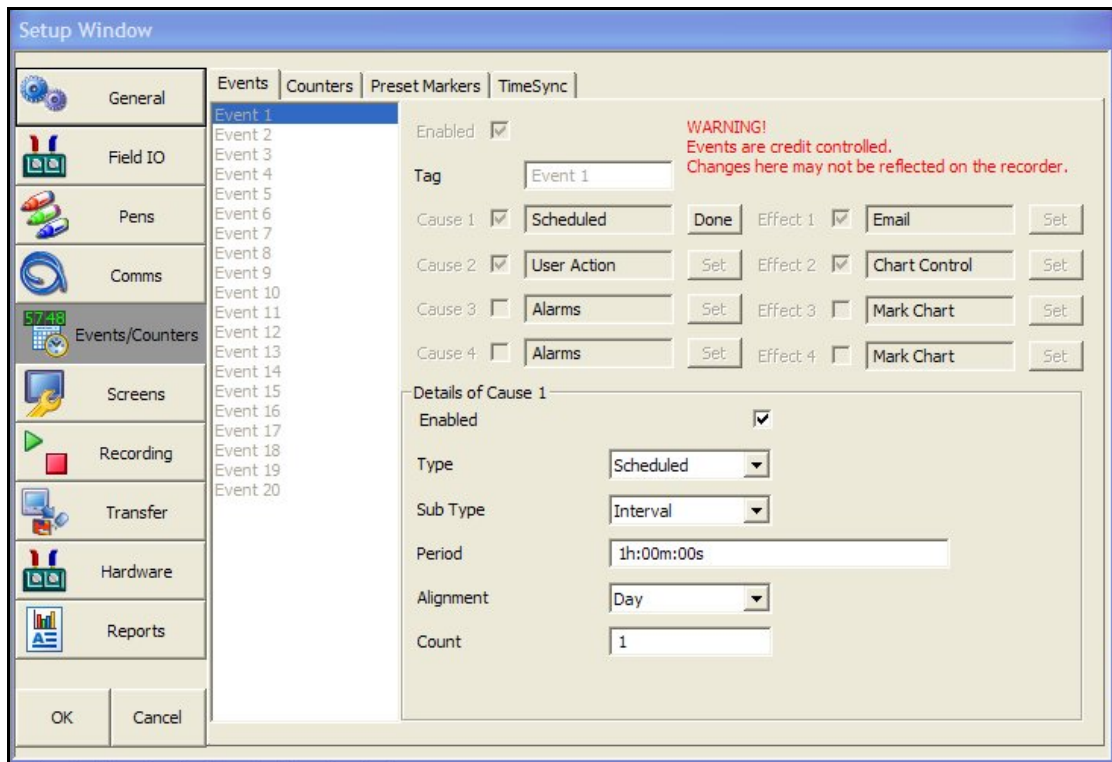 Setup Window
General
Field IO
Pens
Comms
57:48
Events/Counters
Screens
Recording
Transfer
Hardware
Reports
OK Cancel
Events Counters Preset Markers TimeSync
Event 1
Event 2
Event 3
Event 4
Event 5
Event 6
Event 7
Event 8
Event 9
Event 10
Event 11
Event 12
Event 13
Event 14
Event 15
Event 16
Event 17
Event 18
Event 19
Event 20
Enabled
WARNING!
Events are credit controlled.
Changes here may not be reflected on the recorder.
Tag Event 1
Cause 1 Scheduled Done Effect 1 Email Set
Cause 2 User Action Set Effect 2 Chart Control Set
Cause 3 Alarms Set Effect 3 Mark Chart Set
Cause 4 Alarms Set Effect 4 Mark Chart Set
Details of Cause 1
Enabled
Type Scheduled
Sub Type Interval
Period 1h:00m:00s
Alignment Day
Count 1